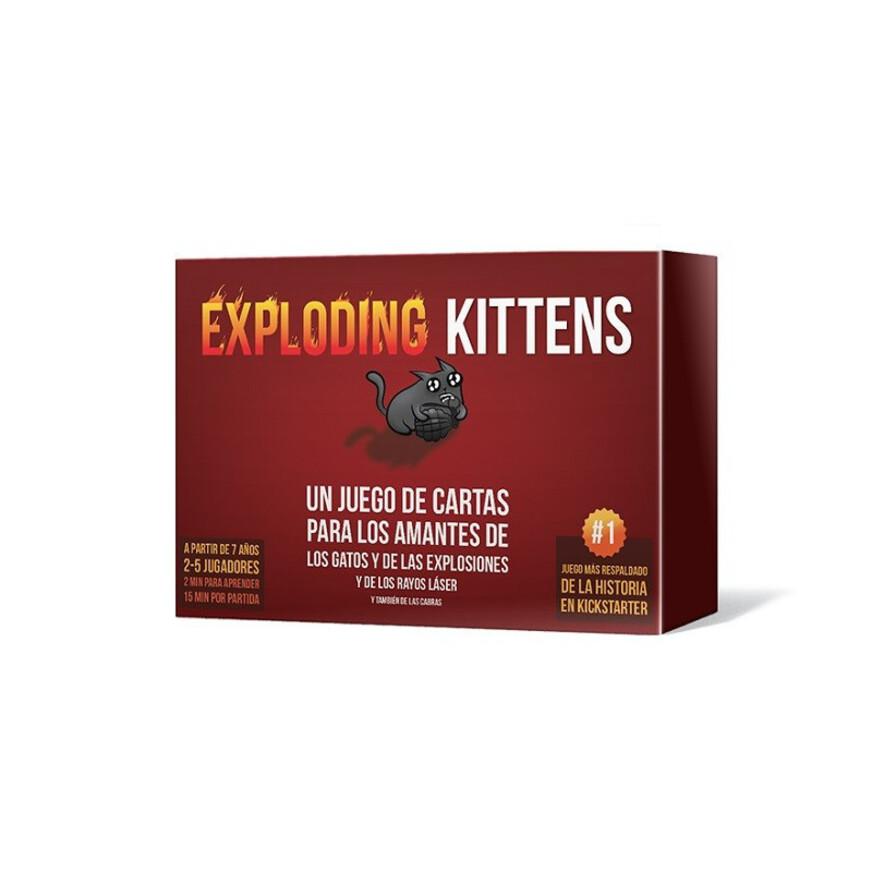 EXPLODING KITTENS
UN JUEGO DE CARTAS
PARA LOS AMANTES DE
LOS GATOS Y DE LAS EXPLOSIONES
Y DE LOS RAYOS LÁSER
Y TAMBIÉN DE LAS CABRAS
A PARTIR DE 7 AÑOS
2-5 JUGADORES
2 MIN PARA APRENDER
15 MIN POR PARTIDA
#1
JUEGO MÁS RESPALDADO
DE LA HISTORIA
EN KICKSTARTER